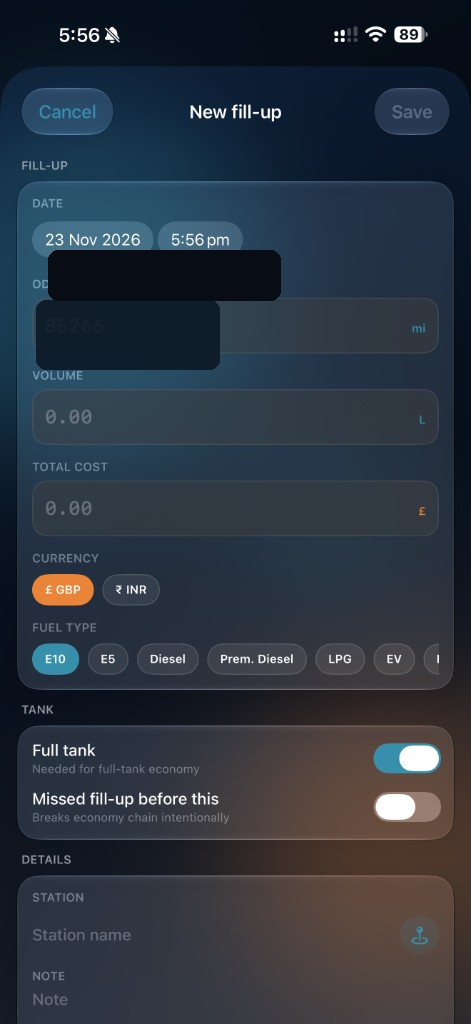 5:56
89
Cancel
New fill-up
Save
FILL-UP
DATE
23 Nov 2026
5:56 pm
mi
VOLUME
0.00
L
TOTAL COST
0.00
£
CURRENCY
£ GBP
₹ INR
FUEL TYPE
E10
E5
Diesel
Prem. Diesel
LPG
EV
TANK
Full tank
Needed for full-tank economy
Missed fill-up before this
Breaks economy chain intentionally
DETAILS
STATION
Station name
NOTE
Note